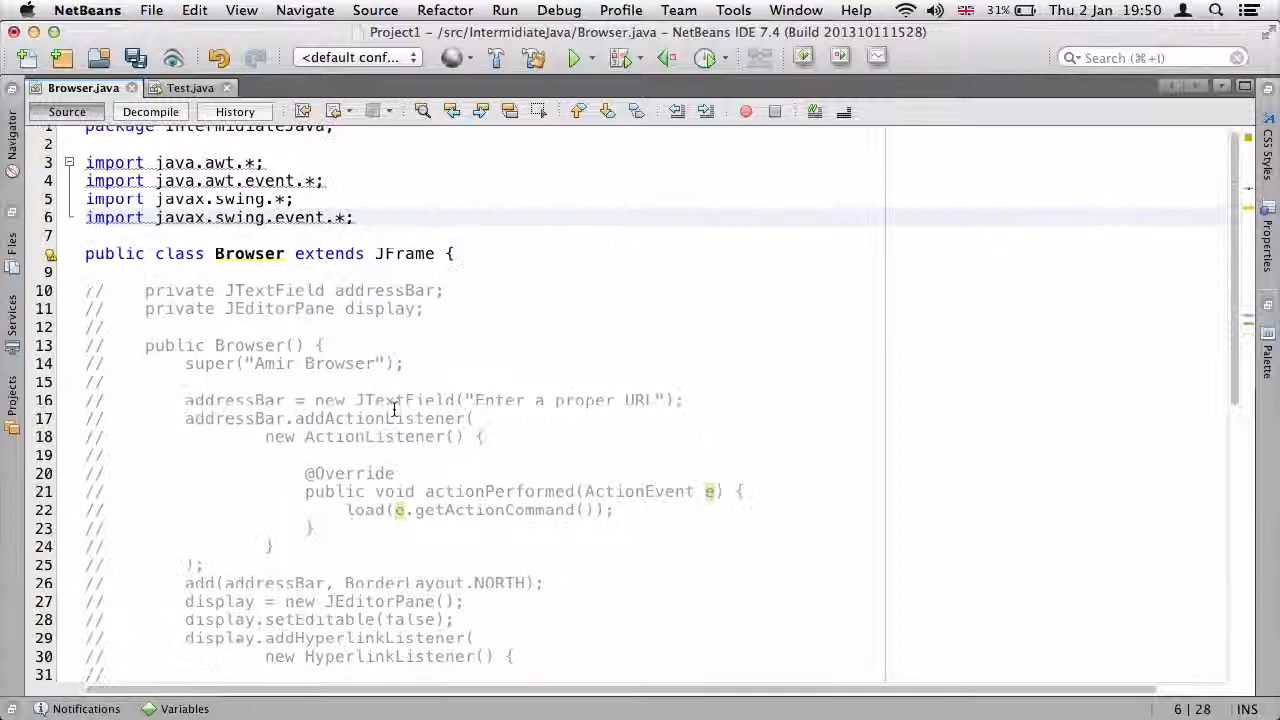 NetBeans File Edit View Navigate Source Refactor Run Debug Profile Team Tools Window Help 31% Thu 2 Jan 19:50
Project1 – /src/IntermidiateJava/Browser.java – NetBeans IDE 7.4 (Build 201310111528)
<default conf... Search (⌘+I)
Browser.java Test.java
Source Decompile History
Navigator
Files
Services
Projects
CSS Styles
Properties
Palette
1 package IntermidiateJava;
2
3 import java.awt.*;
4 import java.awt.event.*;
5 import javax.swing.*;
6 import javax.swing.event.*;
7
8 public class Browser extends JFrame {
9
10 // private JTextField addressBar;
11 // private JEditorPane display;
12 //
13 // public Browser() {
14 // super("Amir Browser");
15 //
16 // addressBar = new JTextField("Enter a proper URL");
17 // addressBar.addActionListener(
18 // new ActionListener() {
19 //
20 // @Override
21 // public void actionPerformed(ActionEvent e) {
22 // load(e.getActionCommand());
23 // }
24 // }
25 // );
26 // add(addressBar, BorderLayout.NORTH);
27 // display = new JEditorPane();
28 // display.setEditable(false);
29 // display.addHyperlinkListener(
30 // new HyperlinkListener() {
31 //
Notifications Variables 6 | 28 INS